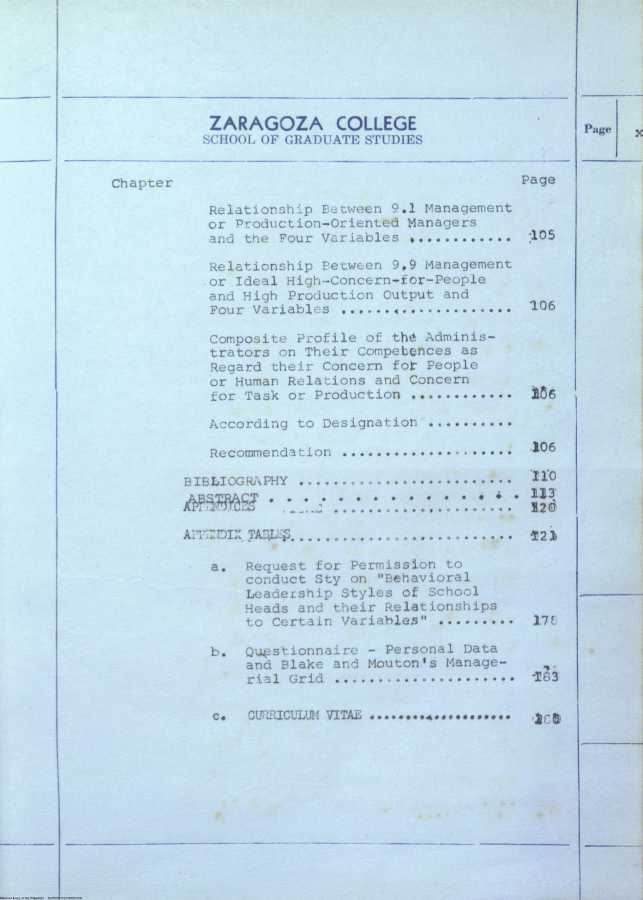 ZARAGOZA COLLEGE
SCHOOL OF GRADUATE STUDIES
Page x
Chapter Page
Relationship Between 9.1 Management
or Production-Oriented Managers
and the Four Variables ............ 105
Relationship Between 9.9 Management
or Ideal High-Concern-for-People
and High Production Output and
Four Variables .................... 106
Composite Profile of the Adminis-
trators on Their Competences as
Regard their Concern for People
or Human Relations and Concern
for Task or Production ............ 106
According to Designation ..........
Recommendation .................... 106
BIBLIOGRAPHY ......................... 110
ABSTRACT . . . . . . . . . . . . . . . 113
APPENDICES ..................... 120
APPENDIX TABLES.......................... 121
a. Request for Permission to
conduct Sty on "Behavioral
Leadership Styles of School
Heads and their Relationships
to Certain Variables" .........
b. Questionnaire - Personal Data
and Blake and Mouton's Manage-
rial Grid ..................... 183
c. CURRICULUM VITAE ....................